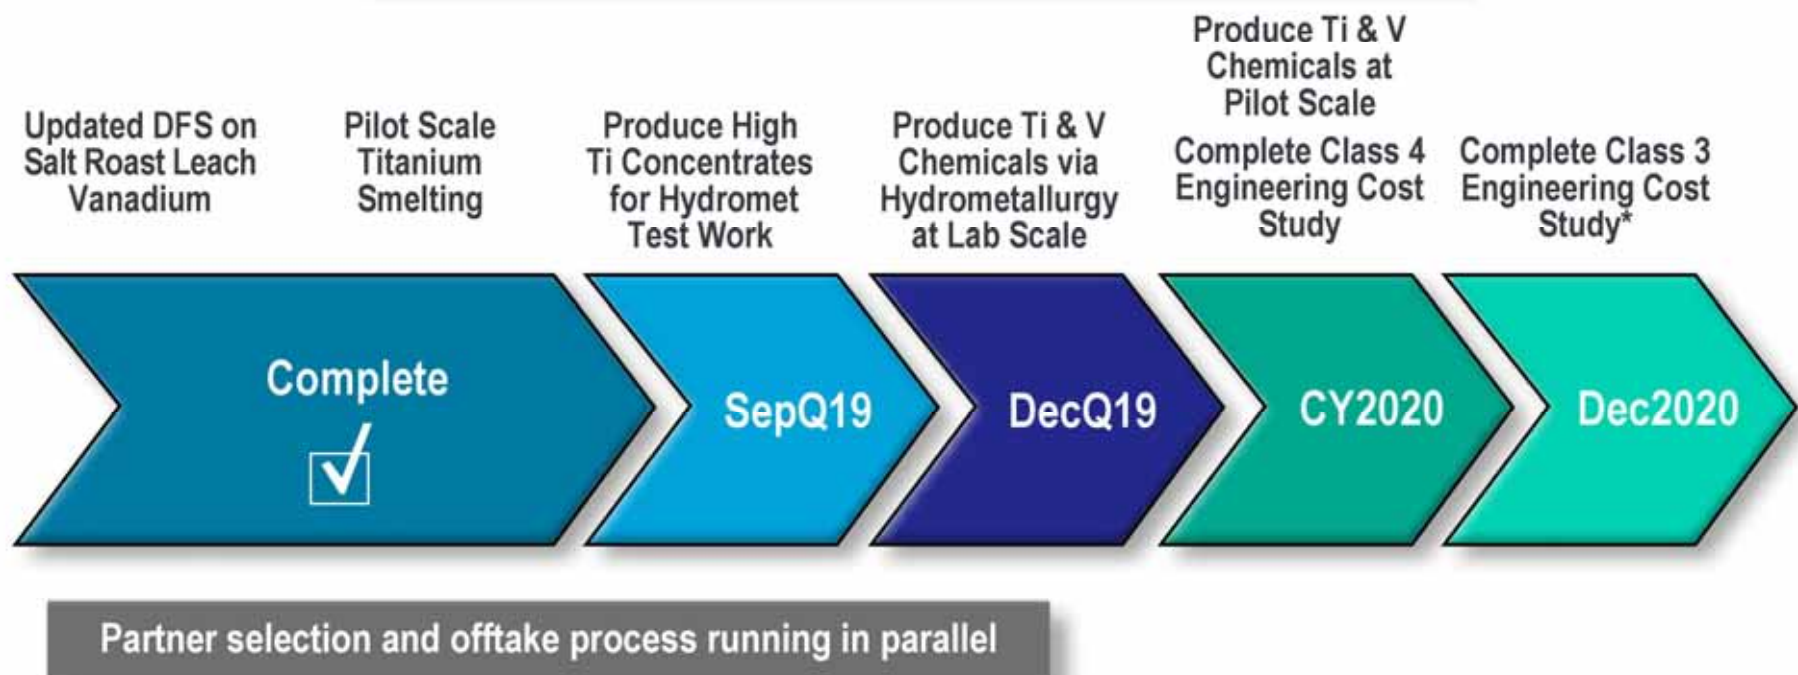 Updated DFS on
Salt Roast Leach
Vanadium
Pilot Scale
Titanium
Smelting
Produce High
Ti Concentrates
for Hydromet
Test Work
Produce Ti & V
Chemicals via
Hydrometallurgy
at Lab Scale
Produce Ti & V
Chemicals at
Pilot Scale
Complete Class 4
Engineering Cost
Study
Complete Class 3
Engineering Cost
Study*
Complete
SepQ19
DecQ19
CY2020
Dec2020
Partner selection and offtake process running in parallel